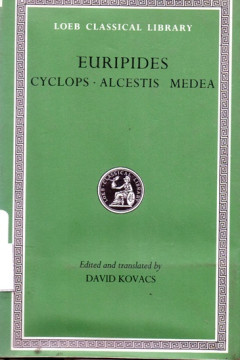 LOEB CLASSICAL LIBRARY
EURIPIDES
CYCLOPS · ALCESTIS MEDEA
Edited and translated by
DAVID KOVACS